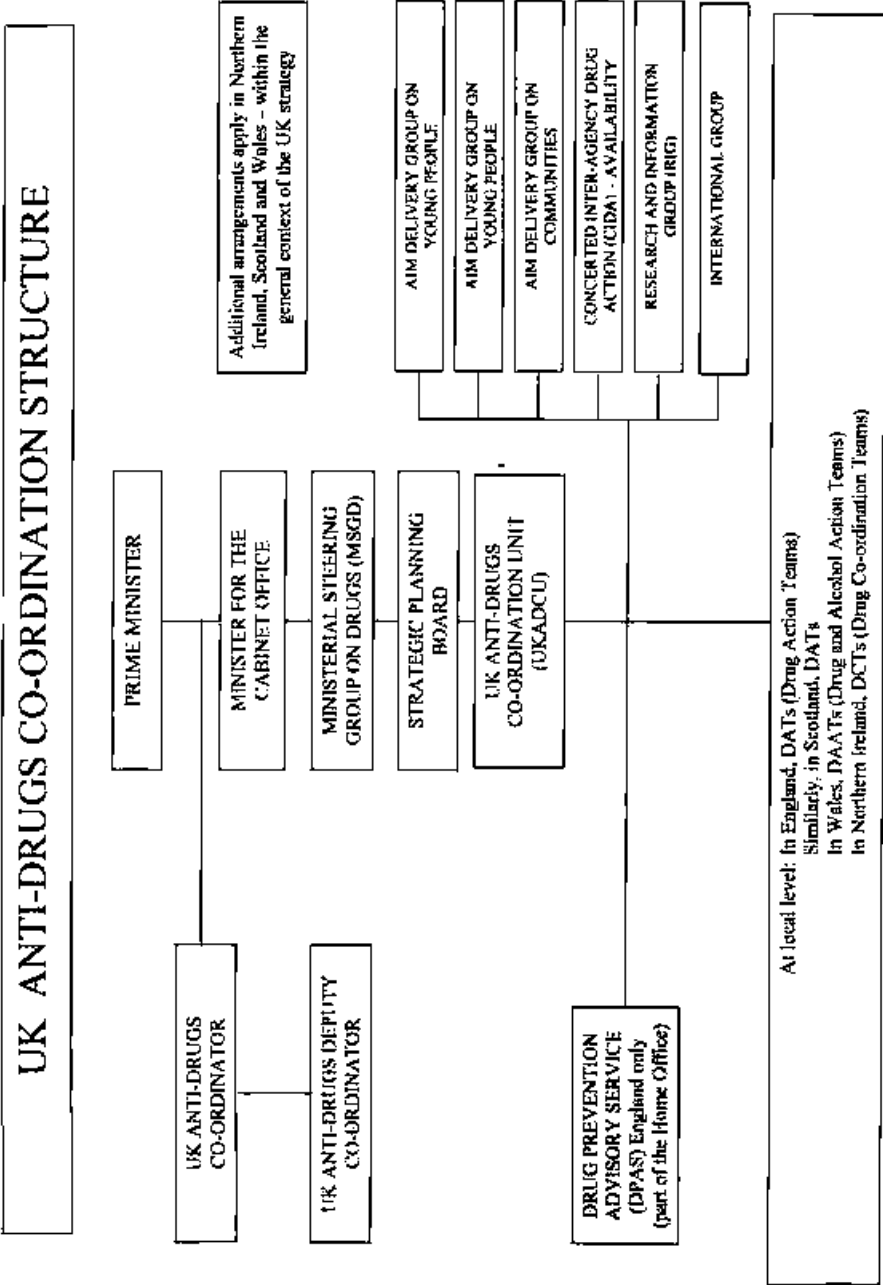 UK ANTI-DRUGS CO-ORDINATION STRUCTURE
PRIME MINISTER
UK ANTI-DRUGS
CO-ORDINATOR
MINISTER FOR THE
CABINET OFFICE
Additional arrangements apply in Northern
Ireland, Scotland and Wales – within the
general context of the UK strategy
UK ANTI-DRUGS DEPUTY
CO-ORDINATOR
MINISTERIAL STEERING
GROUP ON DRUGS (MSGD)
STRATEGIC PLANNING
BOARD
UK ANTI-DRUGS
CO-ORDINATION UNIT
(UKADCU)
AIM DELIVERY GROUP ON
YOUNG PEOPLE
AIM DELIVERY GROUP ON
YOUNG PEOPLE
AIM DELIVERY GROUP ON
COMMUNITIES
CONCERTED INTER-AGENCY DRUG
ACTION (CIDA) - AVAILABILITY
RESEARCH AND INFORMATION
GROUP (RIG)
INTERNATIONAL GROUP
DRUG PREVENTION
ADVISORY SERVICE
(DPAS) England only
(part of the Home Office)
At local level: In England, DATs (Drug Action Teams)
Similarly, in Scotland, DATs
In Wales, DAATs (Drug and Alcohol Action Teams)
In Northern Ireland, DCTs (Drug Co-ordination Teams)